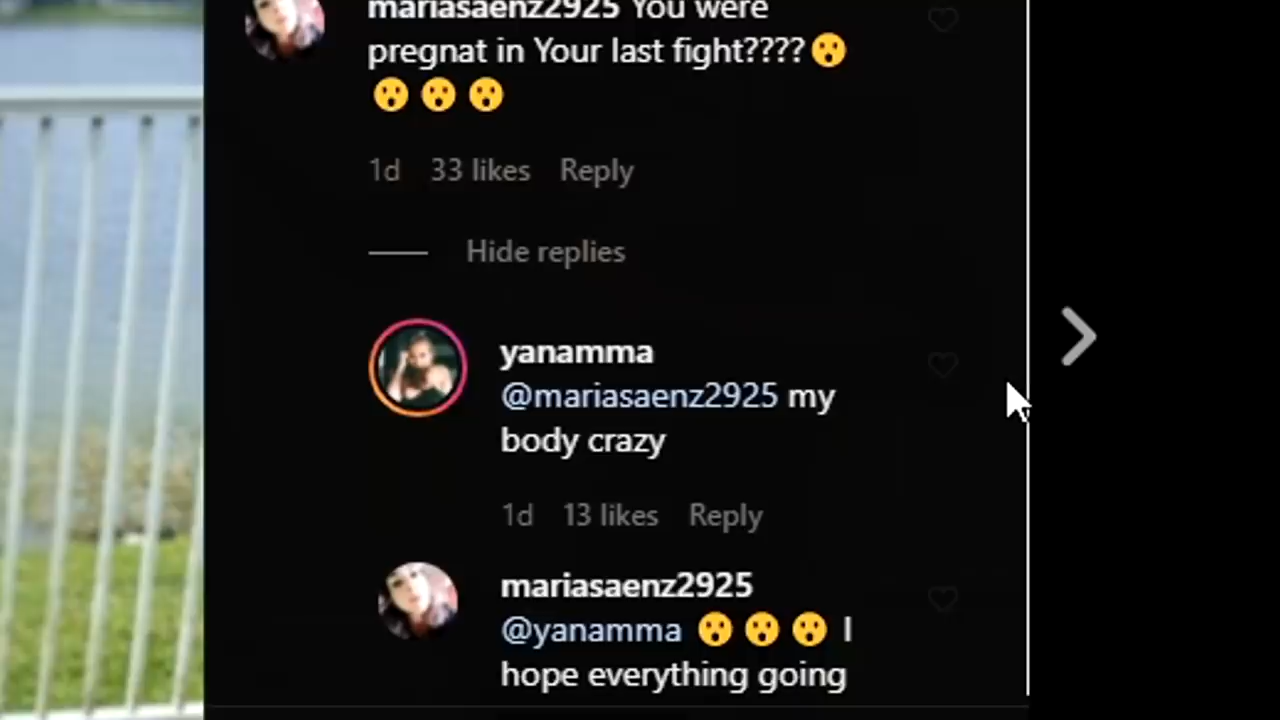 mariasaenz2925 You were
pregnat in Your last fight????😮
😮😮😮
1d 33 likes Reply
Hide replies
yanamma
@mariasaenz2925 my
body crazy
1d 13 likes Reply
mariasaenz2925
@yanamma 😮😮😮 I
hope everything going